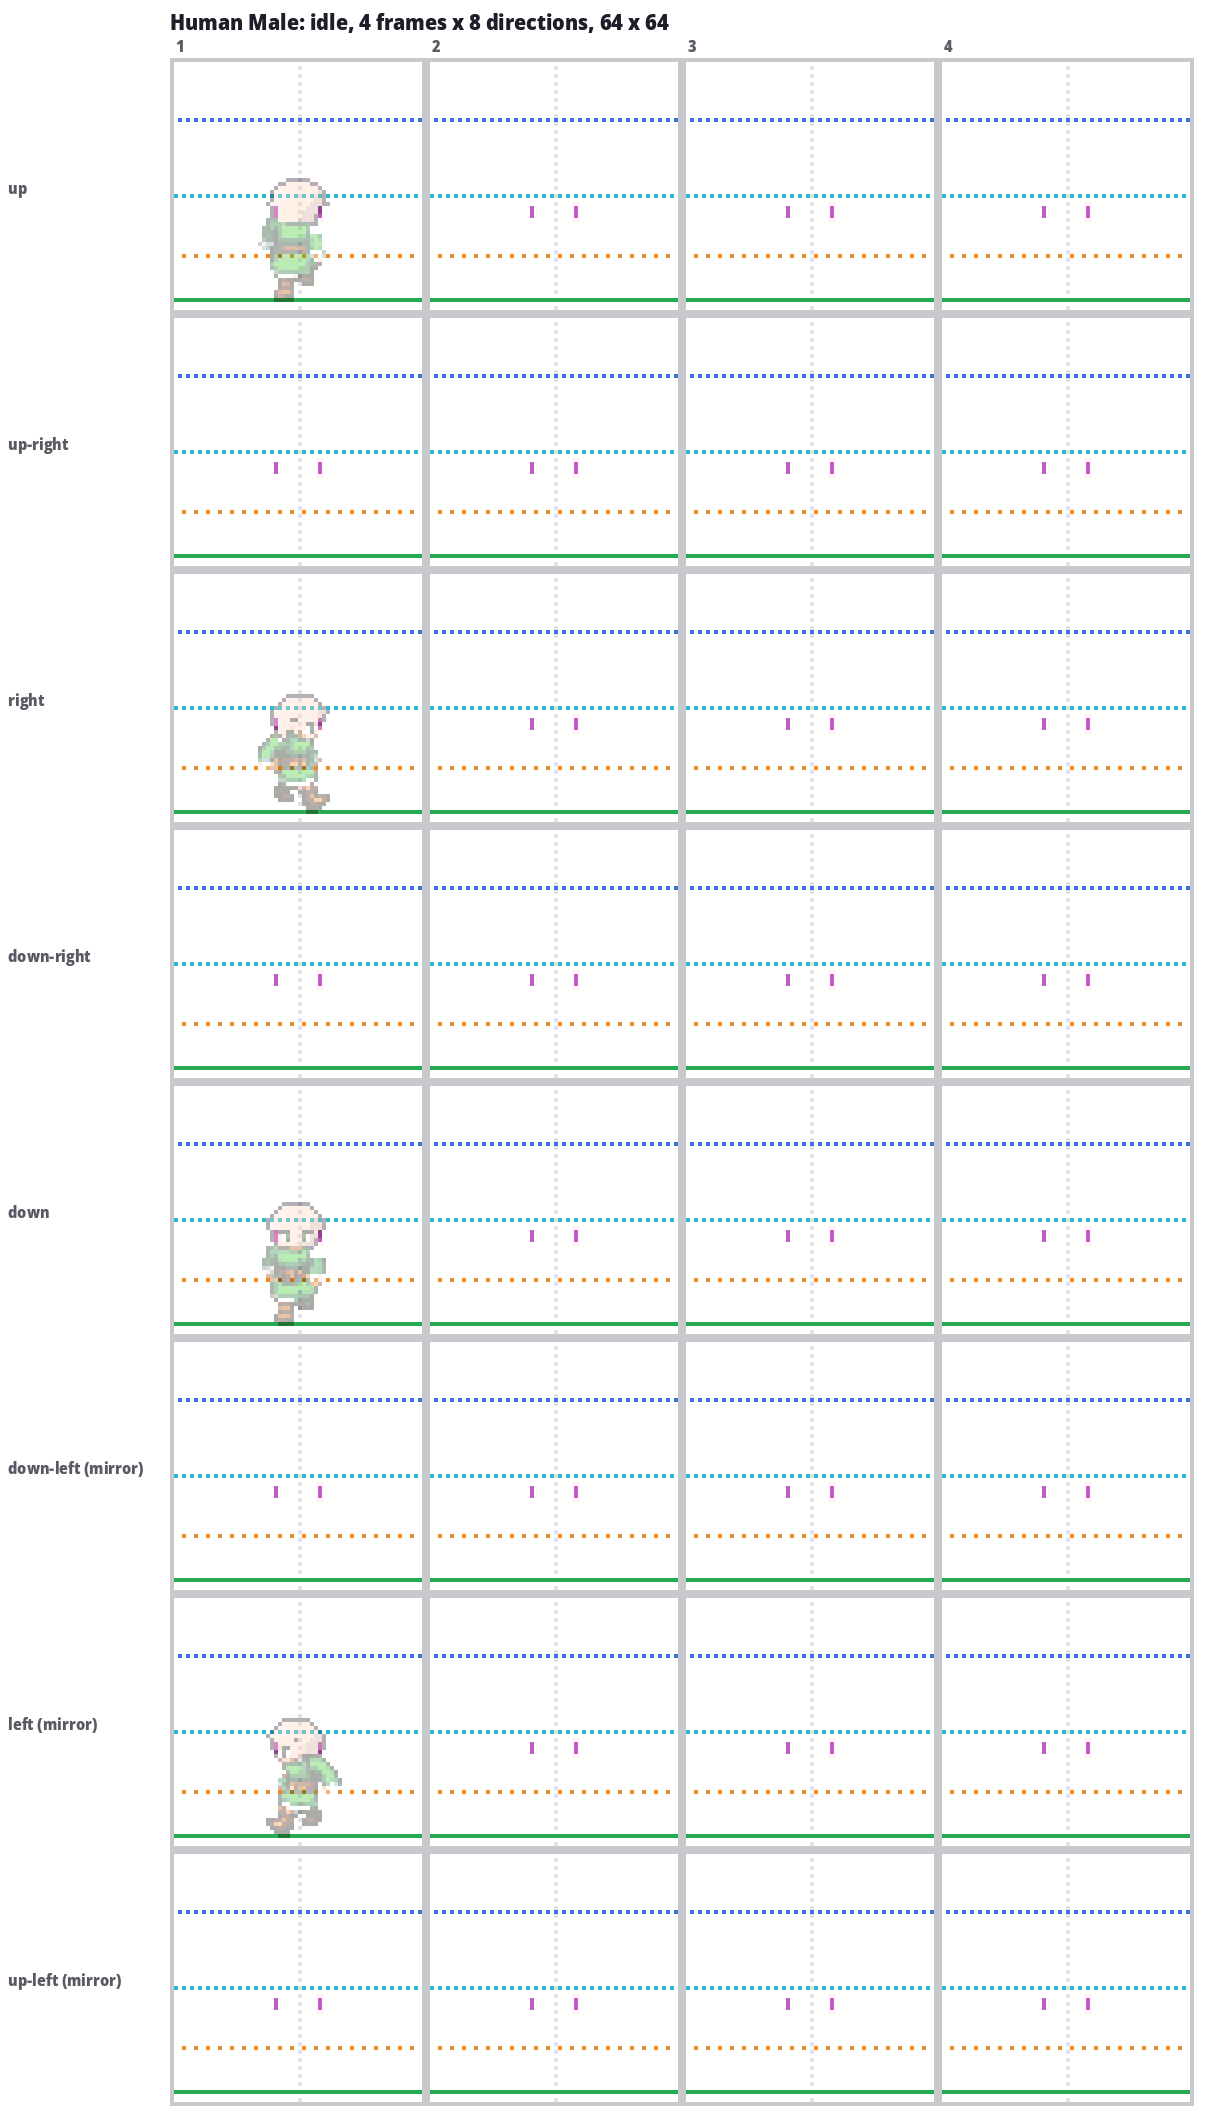 Human Male: idle, 4 frames x 8 directions, 64 x 64
1 2 3 4
up
up-right
right
down-right
down
down-left (mirror)
left (mirror)
up-left (mirror)